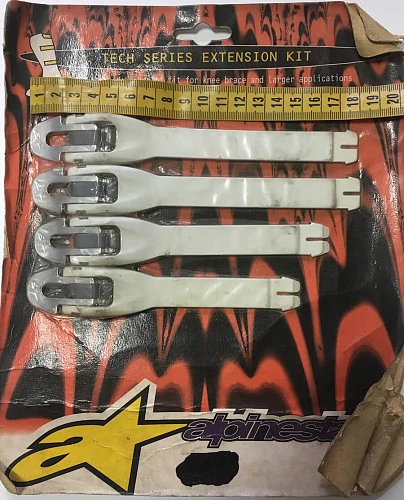 TECH SERIES EXTENSION KIT
fit for knee brace and larger applications
1 2 3 4 5 6 7 8 9 10 11 12 13 14 15 16 17 18 19 20
alpinest